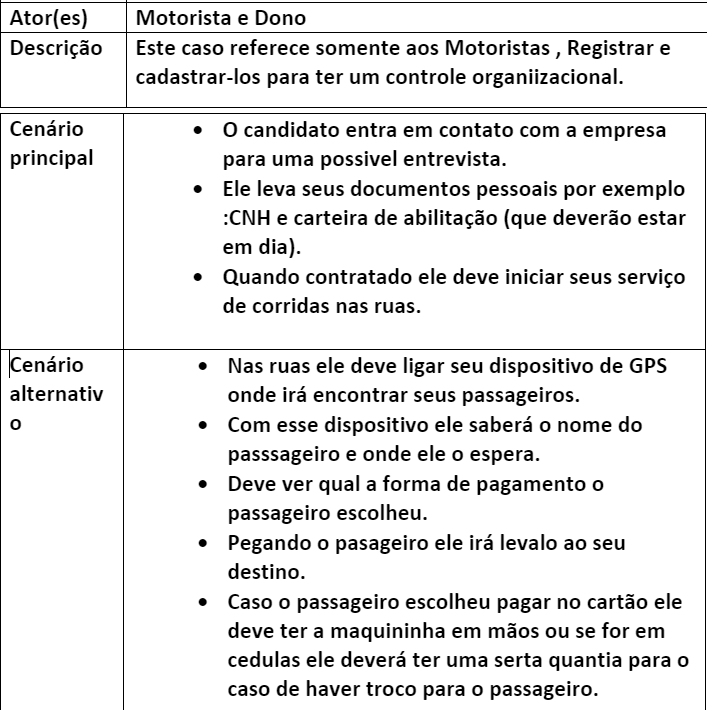 Ator(es) Motorista e Dono
Descrição Este caso referece somente aos Motoristas , Registrar e
cadastrar-los para ter um controle organiizacional.
Cenário • O candidato entra em contato com a empresa
principal para uma possivel entrevista.
• Ele leva seus documentos pessoais por exemplo
:CNH e carteira de abilitação (que deverão estar
em dia).
• Quando contratado ele deve iniciar seus serviço
de corridas nas ruas.
Cenário • Nas ruas ele deve ligar seu dispositivo de GPS
alternativ onde irá encontrar seus passageiros.
o • Com esse dispositivo ele saberá o nome do
passsageiro e onde ele o espera.
• Deve ver qual a forma de pagamento o
passageiro escolheu.
• Pegando o pasageiro ele irá levalo ao seu
destino.
• Caso o passageiro escolheu pagar no cartão ele
deve ter a maquininha em mãos ou se for em
cedulas ele deverá ter uma serta quantia para o
caso de haver troco para o passageiro.